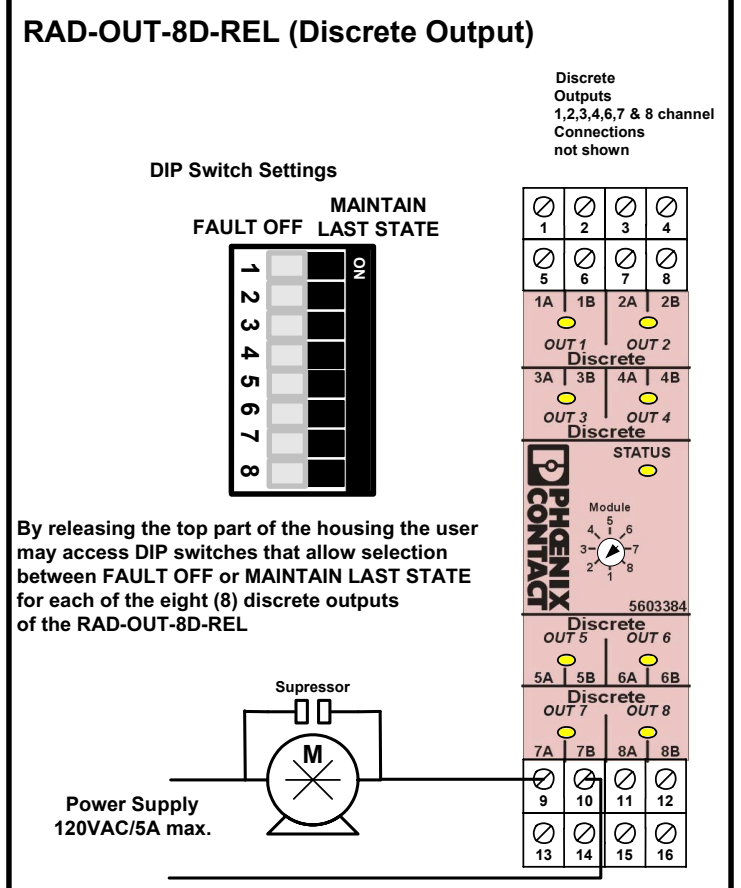 RAD-OUT-8D-REL (Discrete Output)
Discrete
Outputs
1,2,3,4,6,7 & 8 channel
Connections
not shown
DIP Switch Settings
FAULT OFF
MAINTAIN
LAST STATE
ON
1
2
3
4
5
6
7
8
By releasing the top part of the housing the user
may access DIP switches that allow selection
between FAULT OFF or MAINTAIN LAST STATE
for each of the eight (8) discrete outputs
of the RAD-OUT-8D-REL
Supressor
M
Power Supply
120VAC/5A max.
1 2 3 4
5 6 7 8
1A 1B 2A 2B
OUT 1 OUT 2
Discrete
3A 3B 4A 4B
OUT 3 OUT 4
Discrete
STATUS
PHŒNIX
CONTACT
Module
5
4 6
3 7
2 8
1
5603384
Discrete
OUT 5 OUT 6
5A 5B 6A 6B
Discrete
OUT 7 OUT 8
7A 7B 8A 8B
9 10 11 12
13 14 15 16